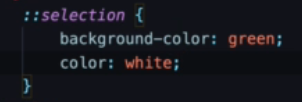 ::selection {
    background-color: green;
    color: white;
}